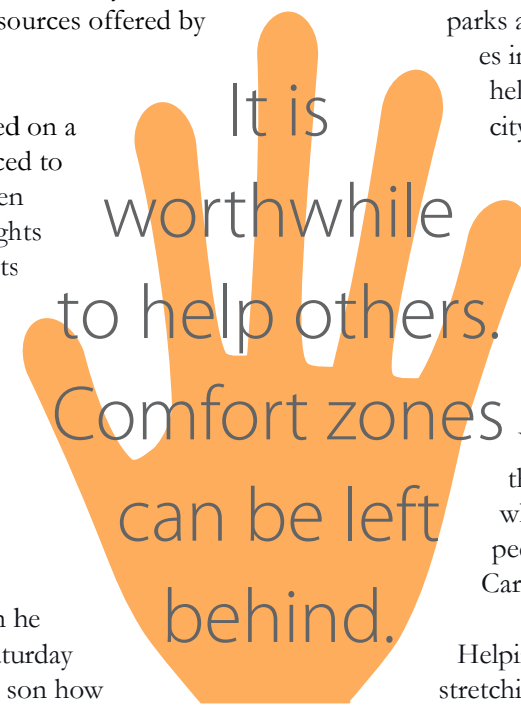 sources offered by
ed on a
ced to
en
ghts
ts
n he
aturday
son how
It is
worthwhile
to help others.
Comfort zones
can be left
behind.
parks a
es in
hel
city
th
wh
peo
Car
Helpi
stretchi